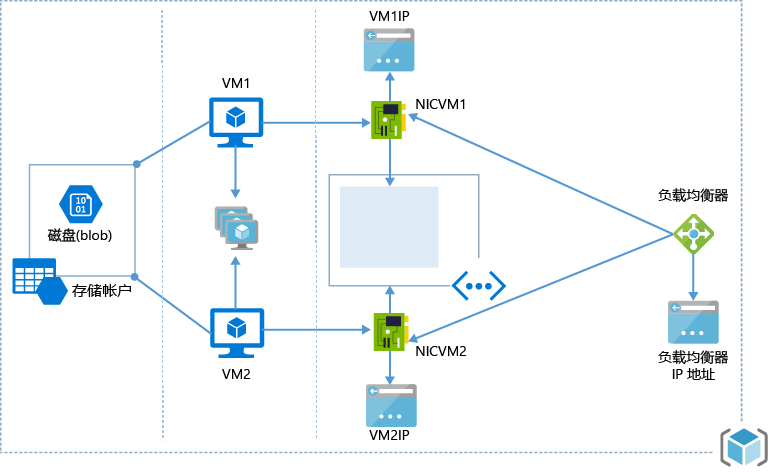 VM1IP
VM1
NICVM1
10
01
磁盘(blob)
负载均衡器
存储帐户
VM2
NICVM2
负载均衡器
IP 地址
VM2IP